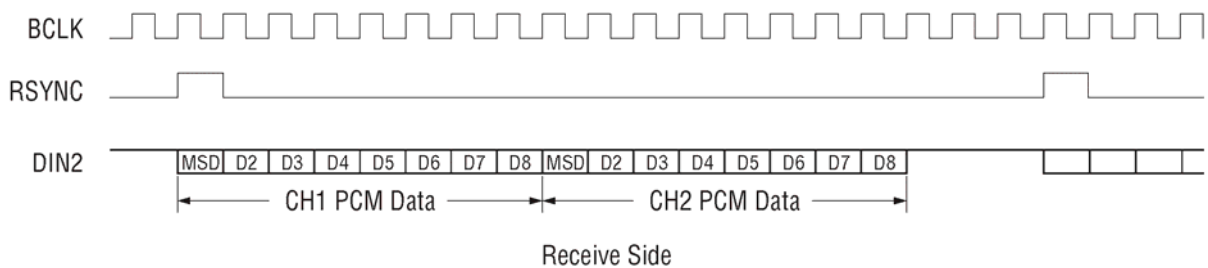 BCLK
RSYNC
DIN2 MSD D2 D3 D4 D5 D6 D7 D8 MSD D2 D3 D4 D5 D6 D7 D8
CH1 PCM Data CH2 PCM Data
Receive Side